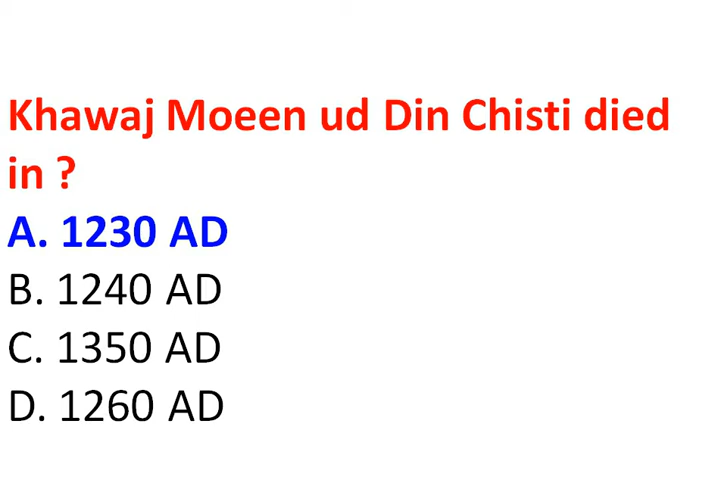 Khawaj Moeen ud Din Chisti died
in ?
A. 1230 AD
B. 1240 AD
C. 1350 AD
D. 1260 AD